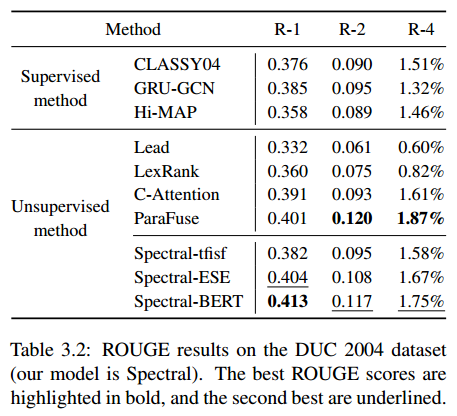 Method R-1 R-2 R-4
Supervised method
CLASSY04 0.376 0.090 1.51%
GRU-GCN 0.385 0.095 1.32%
Hi-MAP 0.358 0.089 1.46%
Unsupervised method
Lead 0.332 0.061 0.60%
LexRank 0.360 0.075 0.82%
C-Attention 0.391 0.093 1.61%
ParaFuse 0.401 0.120 1.87%
Spectral-tfisf 0.382 0.095 1.58%
Spectral-ESE 0.404 0.108 1.67%
Spectral-BERT 0.413 0.117 1.75%
Table 3.2: ROUGE results on the DUC 2004 dataset
(our model is Spectral). The best ROUGE scores are
highlighted in bold, and the second best are underlined.